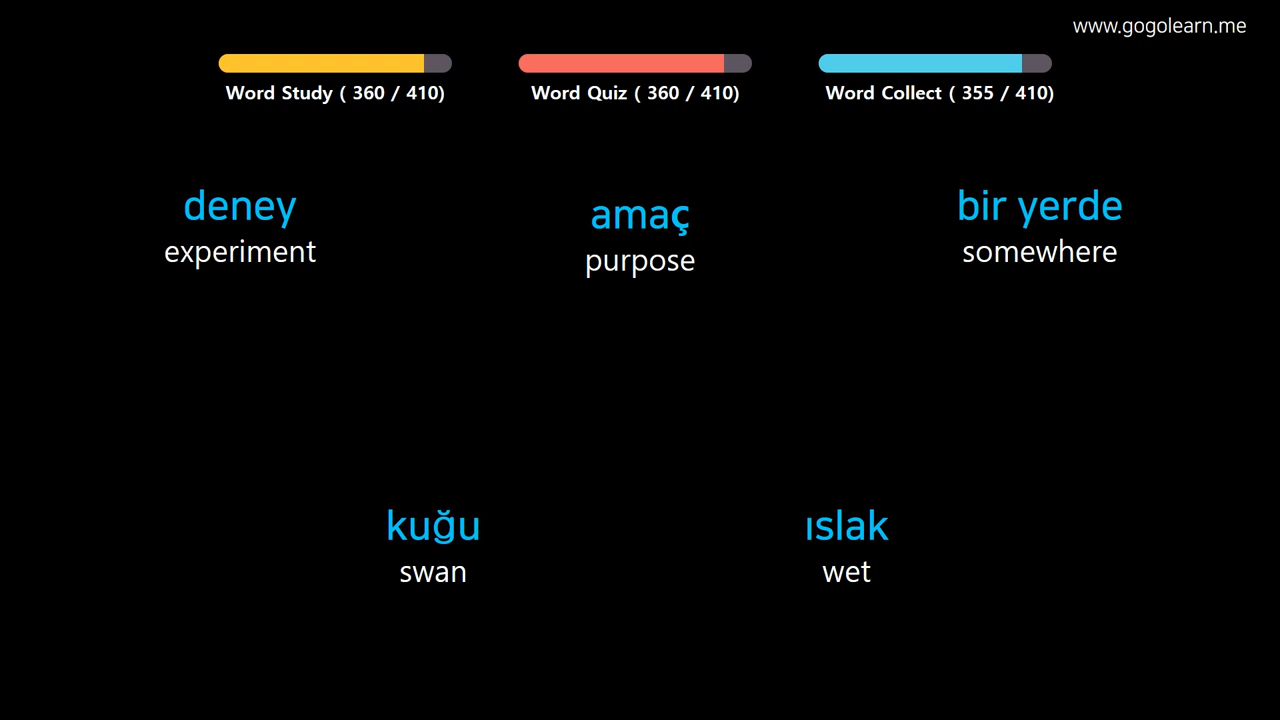 www.gogolearn.me
Word Study ( 360 / 410)
Word Quiz ( 360 / 410)
Word Collect ( 355 / 410)
deney
experiment
amaç
purpose
bir yerde
somewhere
kuğu
swan
ıslak
wet